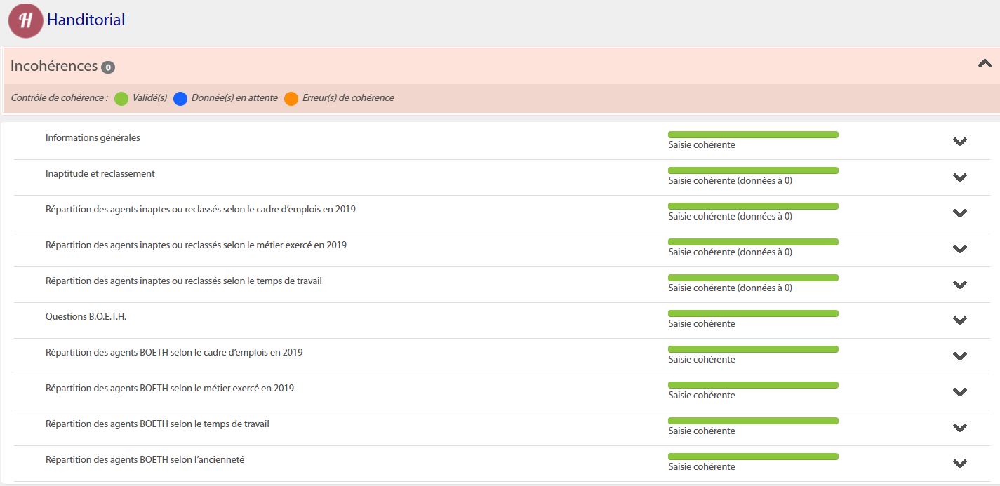 H Handitorial
Incohérences 0
Contrôle de cohérence : Validé(s) Donnée(s) en attente Erreur(s) de cohérence
Informations générales
Saisie cohérente
Inaptitude et reclassement
Saisie cohérente (données à 0)
Répartition des agents inaptes ou reclassés selon le cadre d’emplois en 2019
Saisie cohérente (données à 0)
Répartition des agents inaptes ou reclassés selon le métier exercé en 2019
Saisie cohérente (données à 0)
Répartition des agents inaptes ou reclassés selon le temps de travail
Saisie cohérente (données à 0)
Questions B.O.E.T.H.
Saisie cohérente
Répartition des agents BOETH selon le cadre d’emplois en 2019
Saisie cohérente
Répartition des agents BOETH selon le métier exercé en 2019
Saisie cohérente
Répartition des agents BOETH selon le temps de travail
Saisie cohérente
Répartition des agents BOETH selon l’ancienneté
Saisie cohérente